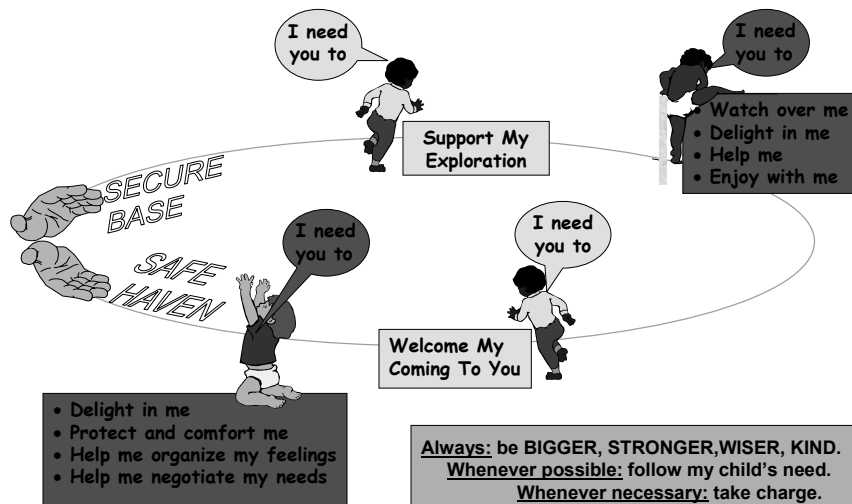 I need
you to
Support My
Exploration
I need
you to
• Watch over me
• Delight in me
• Help me
• Enjoy with me
SECURE
BASE
SAFE
HAVEN
I need
you to
Welcome My
Coming To You
I need
you to
• Delight in me
• Protect and comfort me
• Help me organize my feelings
• Help me negotiate my needs
Always: be BIGGER, STRONGER,WISER, KIND.
Whenever possible: follow my child's need.
Whenever necessary: take charge.